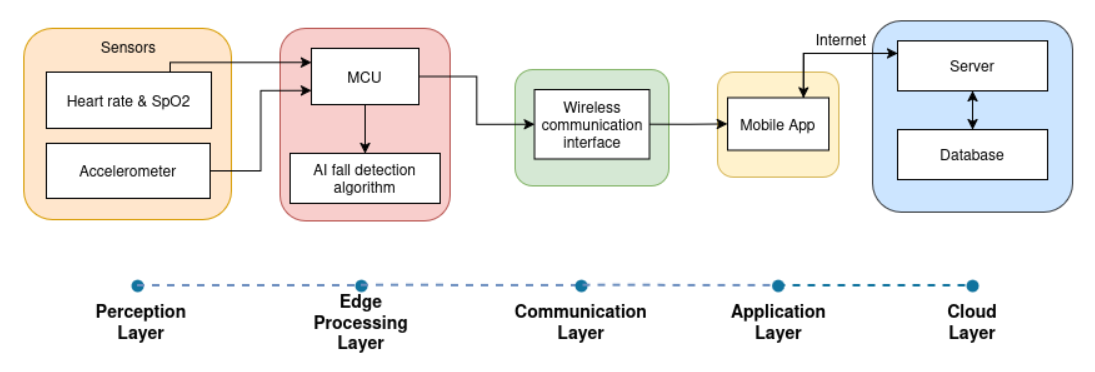 Sensors
Heart rate & SpO2
Accelerometer
MCU
AI fall detection
algorithm
Wireless
communication
interface
Mobile App
Internet
Server
Database
Perception
Layer
Edge
Processing
Layer
Communication
Layer
Application
Layer
Cloud
Layer